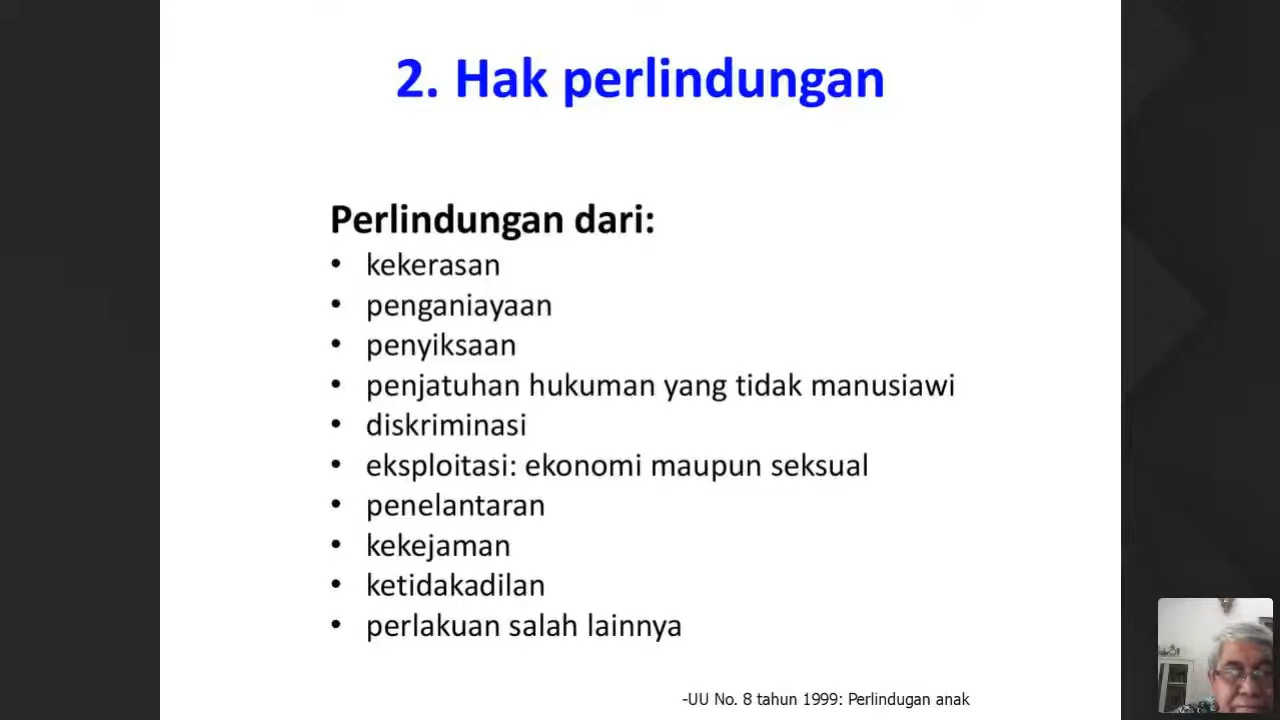 2. Hak perlindungan
Perlindungan dari:
• kekerasan
• penganiayaan
• penyiksaan
• penjatuhan hukuman yang tidak manusiawi
• diskriminasi
• eksploitasi: ekonomi maupun seksual
• penelantaran
• kekejaman
• ketidakadilan
• perlakuan salah lainnya
-UU No. 8 tahun 1999: Perlindugan anak